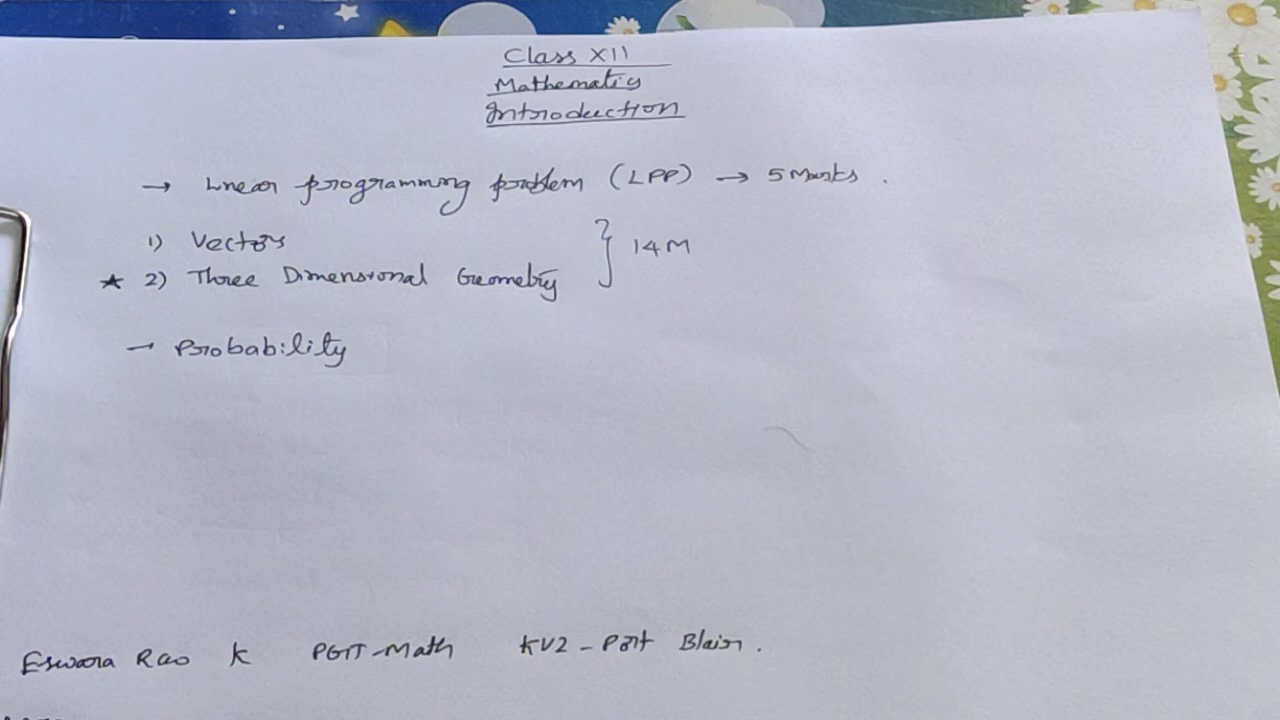 Class XII
Mathematics
Introduction
→ Linear programming problem (LPP) → 5 Marks .
1) Vectors
} 14M
★ 2) Three Dimensional Geometry
→ Probability
Eswara Rao K PGT-Math KV2 - Port Blair .